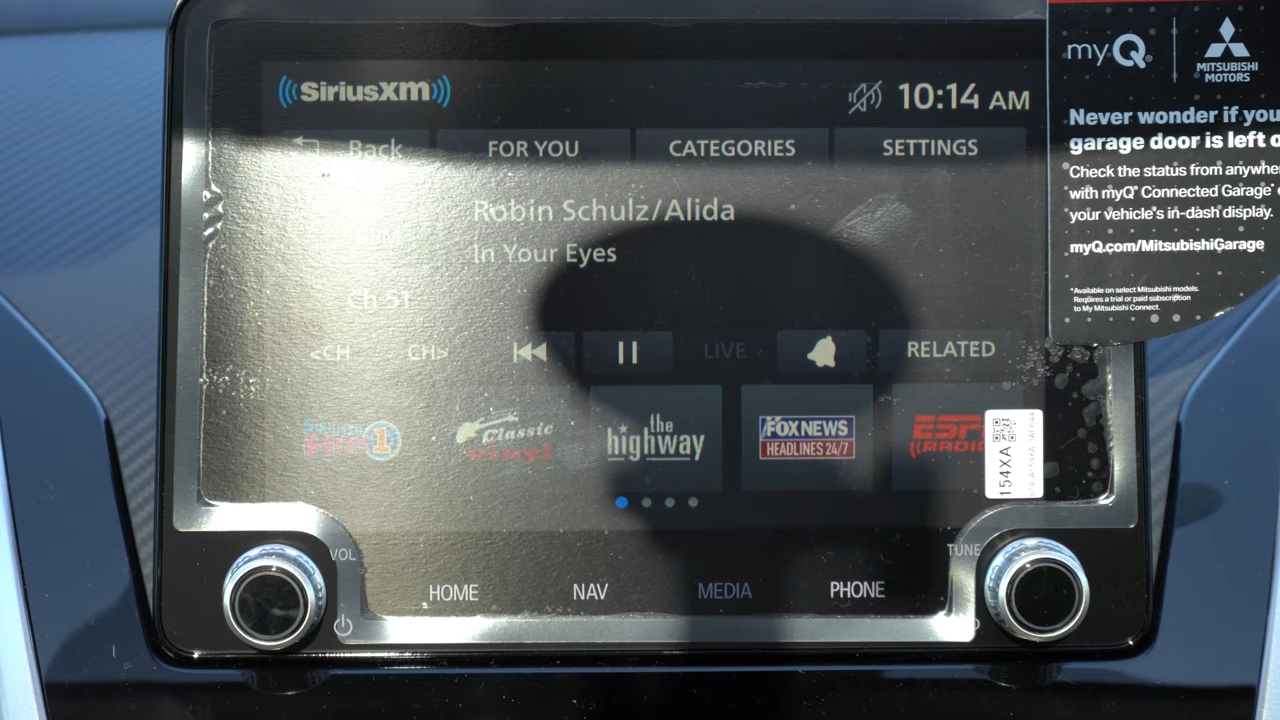 SiriusXM
10:14 AM
Back
FOR YOU
CATEGORIES
SETTINGS
Robin Schulz/Alida
In Your Eyes
Ch 51
<CH
CH>
LIVE
RELATED
1
Classic
the
highway
FOX NEWS
HEADLINES 24/7
ESPN
RADIO
154XA
VOL
TUNE
HOME
NAV
MEDIA
PHONE
myQ
MITSUBISHI
MOTORS
Never wonder if you
garage door is left
Check the status from anywhe
with myQ® Connected Garage
your vehicle's in-dash display.
myQ.com/MitsubishiGarage
*Available on select Mitsubishi models.
Requires a trial or paid subscription
to My Mitsubishi Connect.